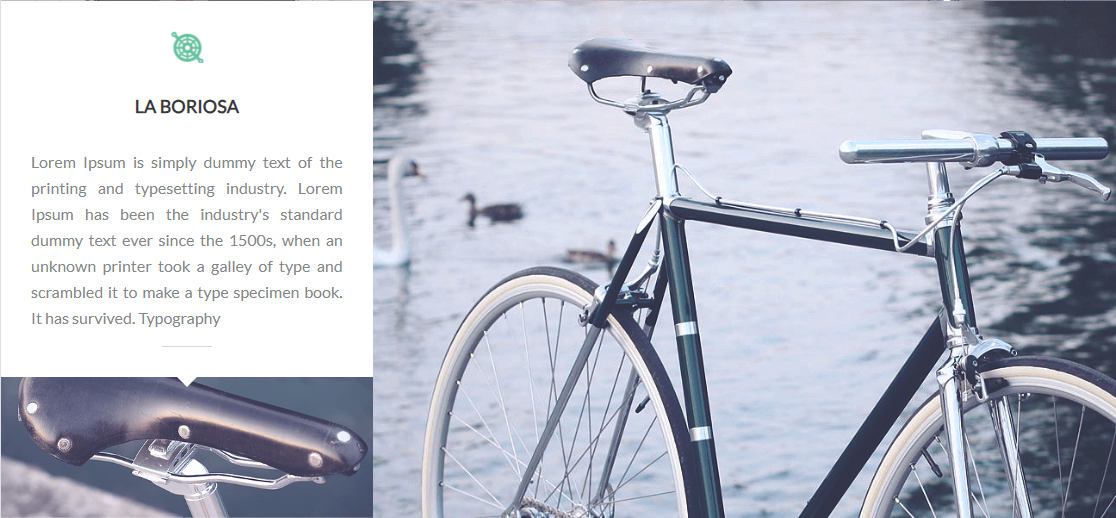 LA BORIOSA
Lorem Ipsum is simply dummy text of the
printing and typesetting industry. Lorem
Ipsum has been the industry's standard
dummy text ever since the 1500s, when an
unknown printer took a galley of type and
scrambled it to make a type specimen book.
It has survived. Typography